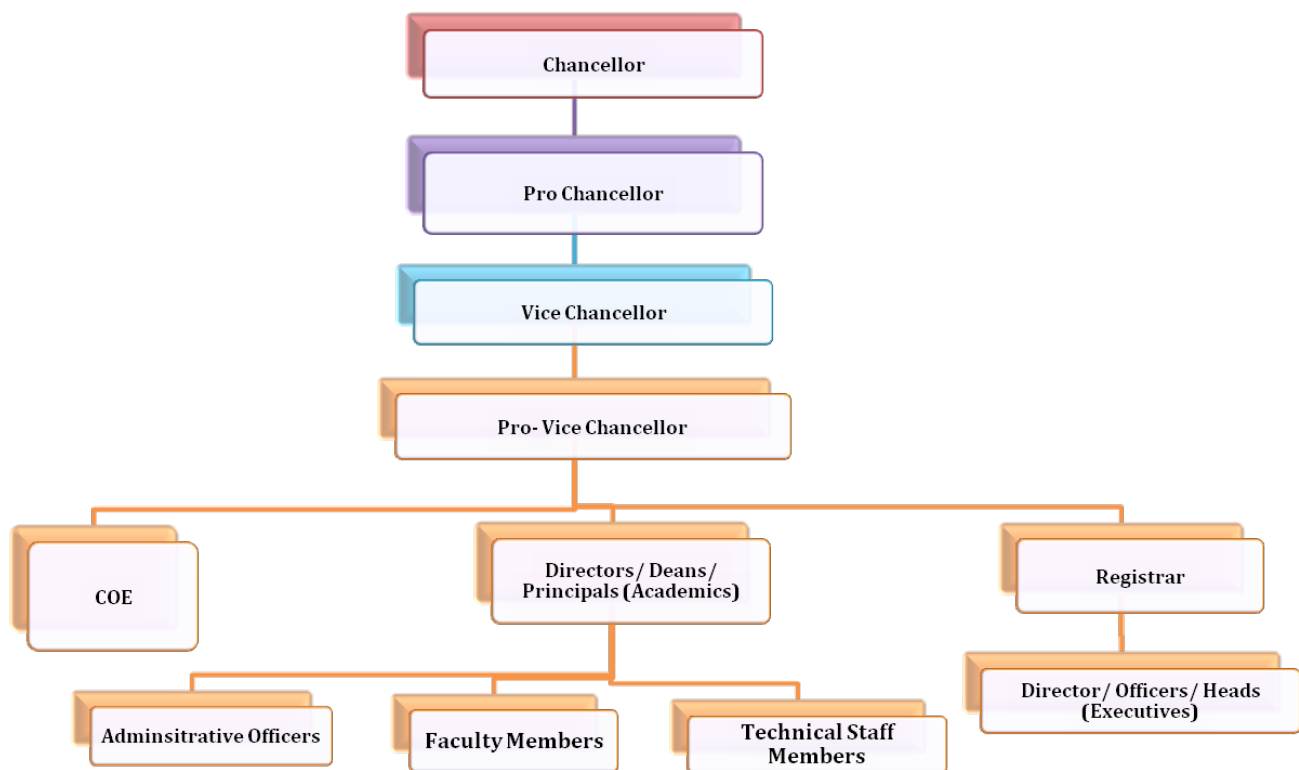 Chancellor
Pro Chancellor
Vice Chancellor
Pro- Vice Chancellor
COE
Directors/ Deans/
Principals (Academics)
Registrar
Director/ Officers/ Heads
(Executives)
Adminsitrative Officers
Faculty Members
Technical Staff
Members